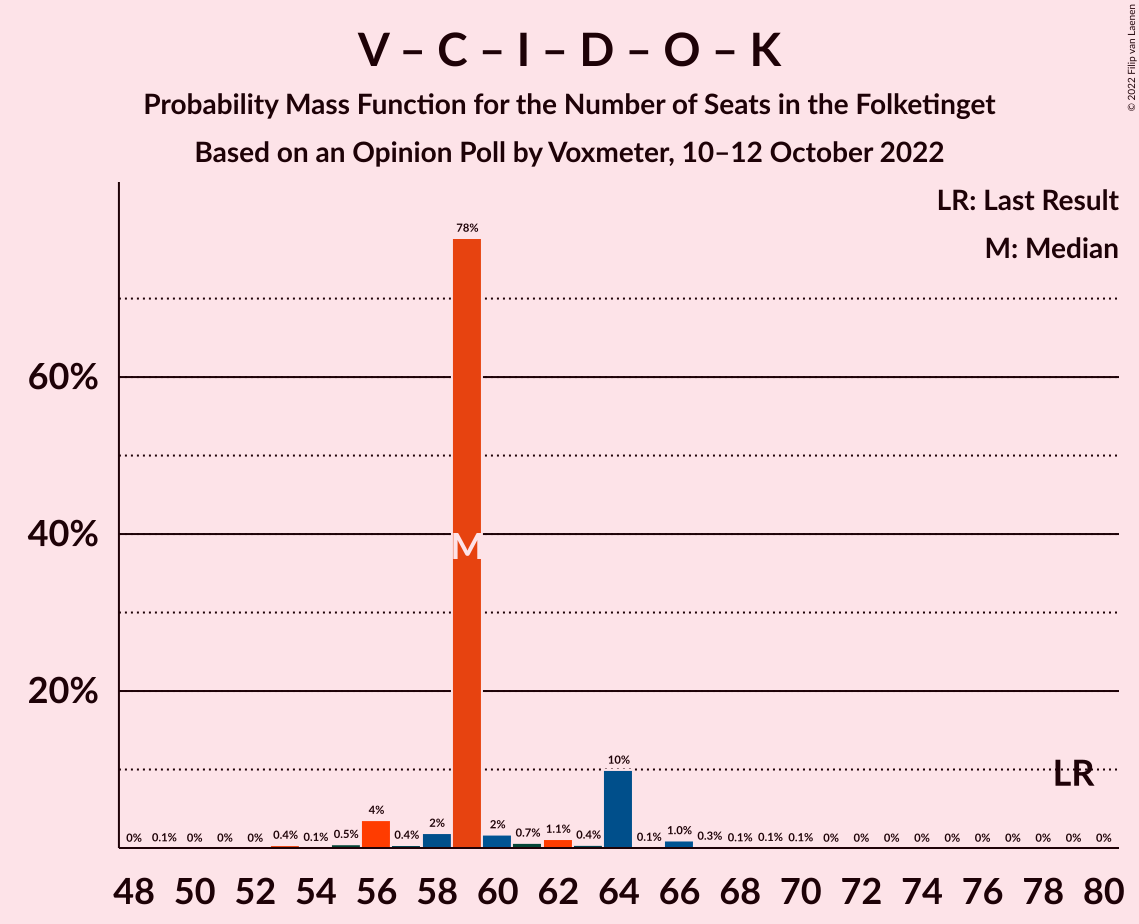 V – C – I – D – O – K
Probability Mass Function for the Number of Seats in the Folketinget
Based on an Opinion Poll by Voxmeter, 10–12 October 2022
© 2022 Filip van Laenen
LR: Last Result
M: Median
60%
40%
20%
78%
M
10%
LR
0% 0.1% 0% 0% 0% 0.4% 0.1% 0.5% 4% 0.4% 2% 2% 0.7% 1.1% 0.4% 0.1% 1.0% 0.3% 0.1% 0.1% 0.1% 0% 0% 0% 0% 0% 0% 0% 0% 0% 0%
48 50 52 54 56 58 60 62 64 66 68 70 72 74 76 78 80